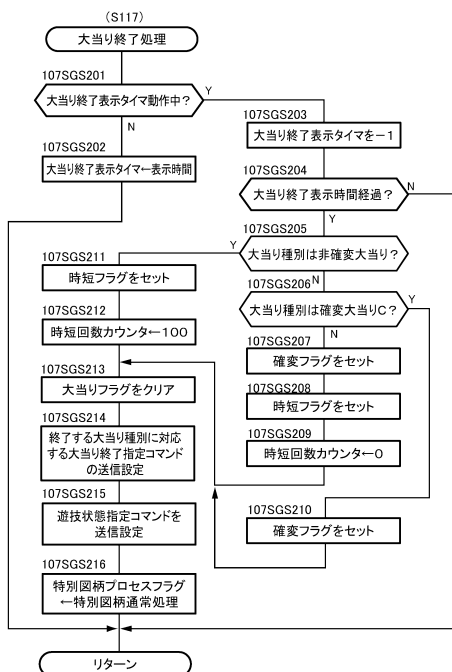 (S117)
大当り終了処理
107SGS201
大当り終了表示タイマ動作中？
Y
N
107SGS202
大当り終了表示タイマ←表示時間
107SGS203
大当り終了表示タイマを－1
107SGS204
大当り終了表示時間経過？
N
Y
107SGS205
大当り種別は非確変大当り？
Y
N
107SGS206
大当り種別は確変大当りC？
Y
N
107SGS207
確変フラグをセット
107SGS208
時短フラグをセット
107SGS209
時短回数カウンタ←0
107SGS210
確変フラグをセット
107SGS211
時短フラグをセット
107SGS212
時短回数カウンタ←100
107SGS213
大当りフラグをクリア
107SGS214
終了する大当り種別に対応
する大当り終了指定コマンド
の送信設定
107SGS215
遊技状態指定コマンドを
送信設定
107SGS216
特別図柄プロセスフラグ
←特別図柄通常処理
リターン